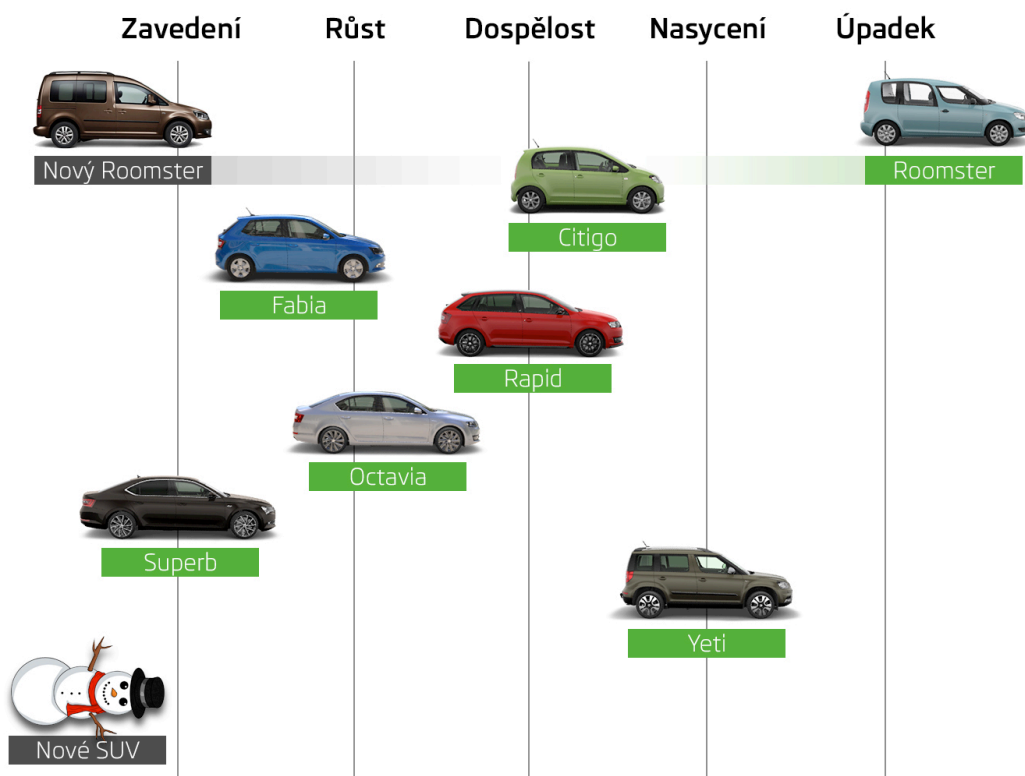 Zavedení Růst Dospělost Nasycení Úpadek
Nový Roomster
Roomster
Citigo
Fabia
Rapid
Octavia
Superb
Yeti
Nové SUV